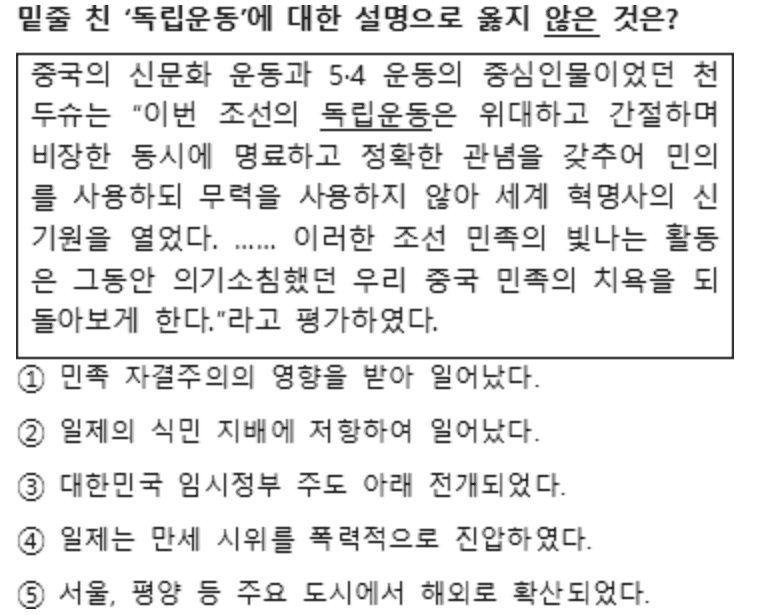 밑줄 친 ‘독립운동’에 대한 설명으로 옳지 않은 것은?
중국의 신문화 운동과 5·4 운동의 중심인물이었던 천
두슈는 “이번 조선의 독립운동은 위대하고 간절하며
비장한 동시에 명료하고 정확한 관념을 갖추어 민의
를 사용하되 무력을 사용하지 않아 세계 혁명사의 신
기원을 열었다. …… 이러한 조선 민족의 빛나는 활동
은 그동안 의기소침했던 우리 중국 민족의 치욕을 되
돌아보게 한다.”라고 평가하였다.
① 민족 자결주의의 영향을 받아 일어났다.
② 일제의 식민 지배에 저항하여 일어났다.
③ 대한민국 임시정부 주도 아래 전개되었다.
④ 일제는 만세 시위를 폭력적으로 진압하였다.
⑤ 서울, 평양 등 주요 도시에서 해외로 확산되었다.